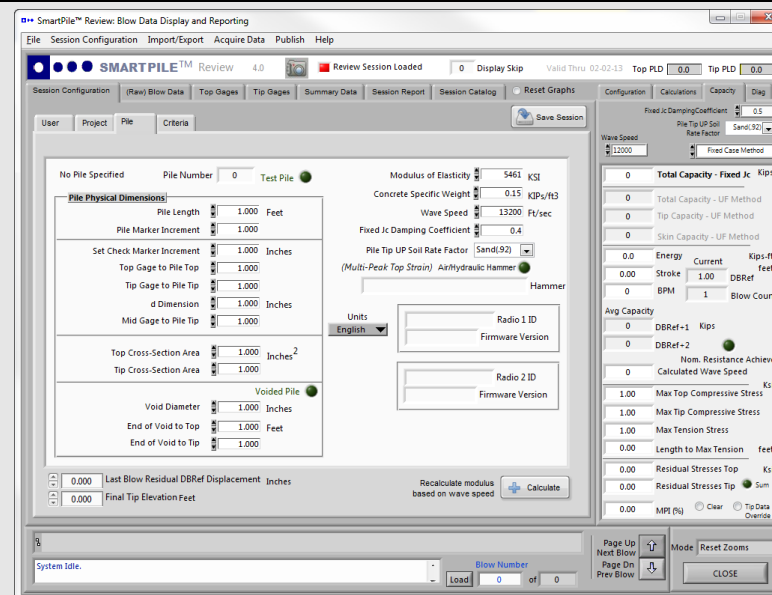 SmartPile™ Review: Blow Data Display and Reporting
File Session Configuration Import/Export Acquire Data Publish Help
SMARTPILE™ Review 4.0 Review Session Loaded 0 Display Skip Valid Thru 02-02-13 Top PLD 0.0 Tip PLD 0.0
Session Configuration (Raw) Blow Data Top Gages Tip Gages Summary Data Session Report Session Catalog Reset Graphs
Configuration Calculations Capacity Diag
User Project Pile Criteria
Save Session
No Pile Specified Pile Number 0 Test Pile
Pile Physical Dimensions
Pile Length 1.000 Feet
Pile Marker Increment 1.000
Set Check Marker Increment 1.000 Inches
Top Gage to Pile Top 1.000
Tip Gage to Pile Tip 1.000
d Dimension 1.000 Inches
Mid Gage to Pile Tip 1.000
Top Cross-Section Area 1.000 Inches2
Tip Cross-Section Area 1.000
Voided Pile
Void Diameter 1.000 Inches
End of Void to Top 1.000 Feet
End of Void to Tip 1.000
Modulus of Elasticity 5461 KSI
Concrete Specific Weight 0.15 KIPs/ft3
Wave Speed 13200 Ft/sec
Fixed Jc Damping Coefficient 0.4
Pile Tip UP Soil Rate Factor Sand(.92)
(Multi-Peak Top Strain) Air/Hydraulic Hammer
Hammer
Units
English
Radio 1 ID
Firmware Version
Radio 2 ID
Firmware Version
0.000 Last Blow Residual DBRef Displacement Inches
0.000 Final Tip Elevation Feet
Recalculate modulus
based on wave speed
Calculate
Fixed Jc DampingCoefficient 0.5
Pile Tip UP Soil
Rate Factor Sand(.92)
Wave Speed
12000 Fixed Case Method
0 Total Capacity - Fixed Jc Kips
0 Total Capacity - UF Method
0 Tip Capacity - UF Method
0 Skin Capacity - UF Method
0.0 Energy Current Kips-ft
0.00 Stroke 1.00 DBRef feet
0 BPM 1 Blow Coun
Avg Capacity
0 DBRef+1 Kips
0 DBRef+2
Nom. Resistance Achieve
0 Calculated Wave Speed
Ks
1.00 Max Top Compressive Stress
1.00 Max Tip Compressive Stress
1.00 Max Tension Stress
0.00 Length to Max Tension feet
0.00 Residual Stresses Top Ks
0.00 Residual Stresses Tip Sum
0.00 MPI (%) Clear Tip Data
Override
%
System Idle.
Blow Number
Load 0 of 0
Page Up
Next Blow
Page Dn
Prev Blow
Mode Reset Zooms
CLOSE